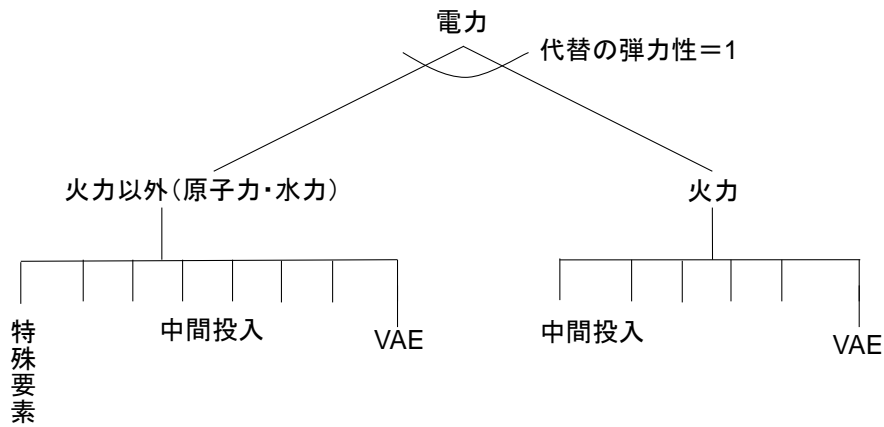 電力
代替の弾力性＝1
火力以外（原子力・水力）
火力
特殊要素
中間投入
VAE
中間投入
VAE